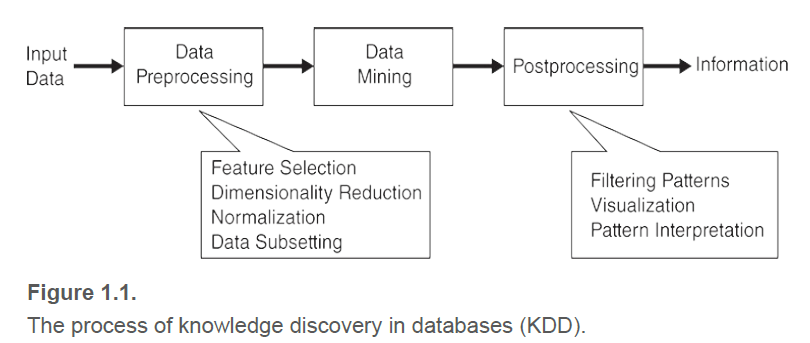 Input
Data
Data
Preprocessing
Data
Mining
Postprocessing
Information
Feature Selection
Dimensionality Reduction
Normalization
Data Subsetting
Filtering Patterns
Visualization
Pattern Interpretation
Figure 1.1.
The process of knowledge discovery in databases (KDD).